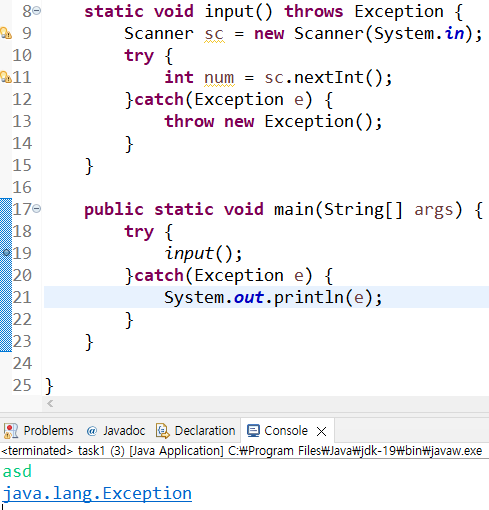 8 static void input() throws Exception {
9 Scanner sc = new Scanner(System.in);
10 try {
11 int num = sc.nextInt();
12 }catch(Exception e) {
13 throw new Exception();
14 }
15 }
16
17 public static void main(String[] args) {
18 try {
19 input();
20 }catch(Exception e) {
21 System.out.println(e);
22 }
23 }
24
25 }
Problems @ Javadoc Declaration Console
<terminated> task1 (3) [Java Application] C:₩Program Files₩Java₩jdk-19₩bin₩javaw.exe
asd
java.lang.Exception